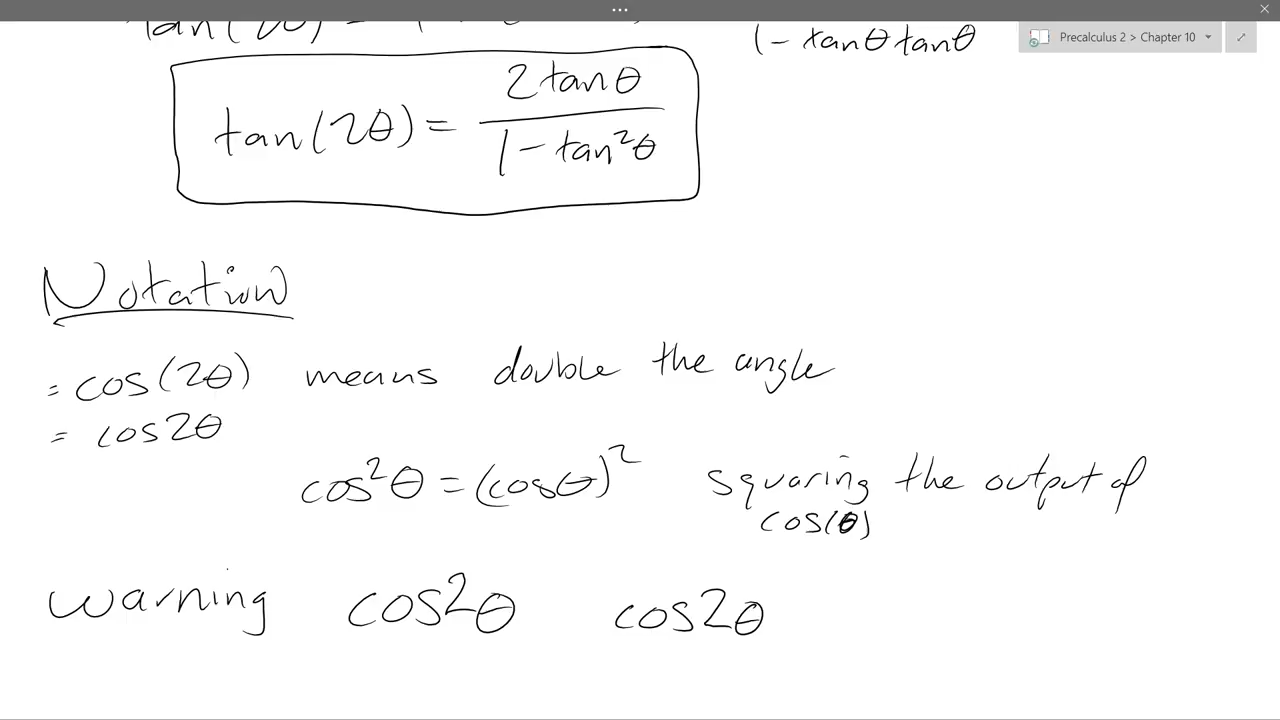 1 - tanθ tanθ
Precalculus 2 > Chapter 10
tan(2θ) = 2tanθ / 1 - tan²θ
Notation
= cos(2θ) means double the angle
= cos2θ
cos²θ = (cosθ)² squaring the output of
cos(θ)
warning cos²θ cos2θ